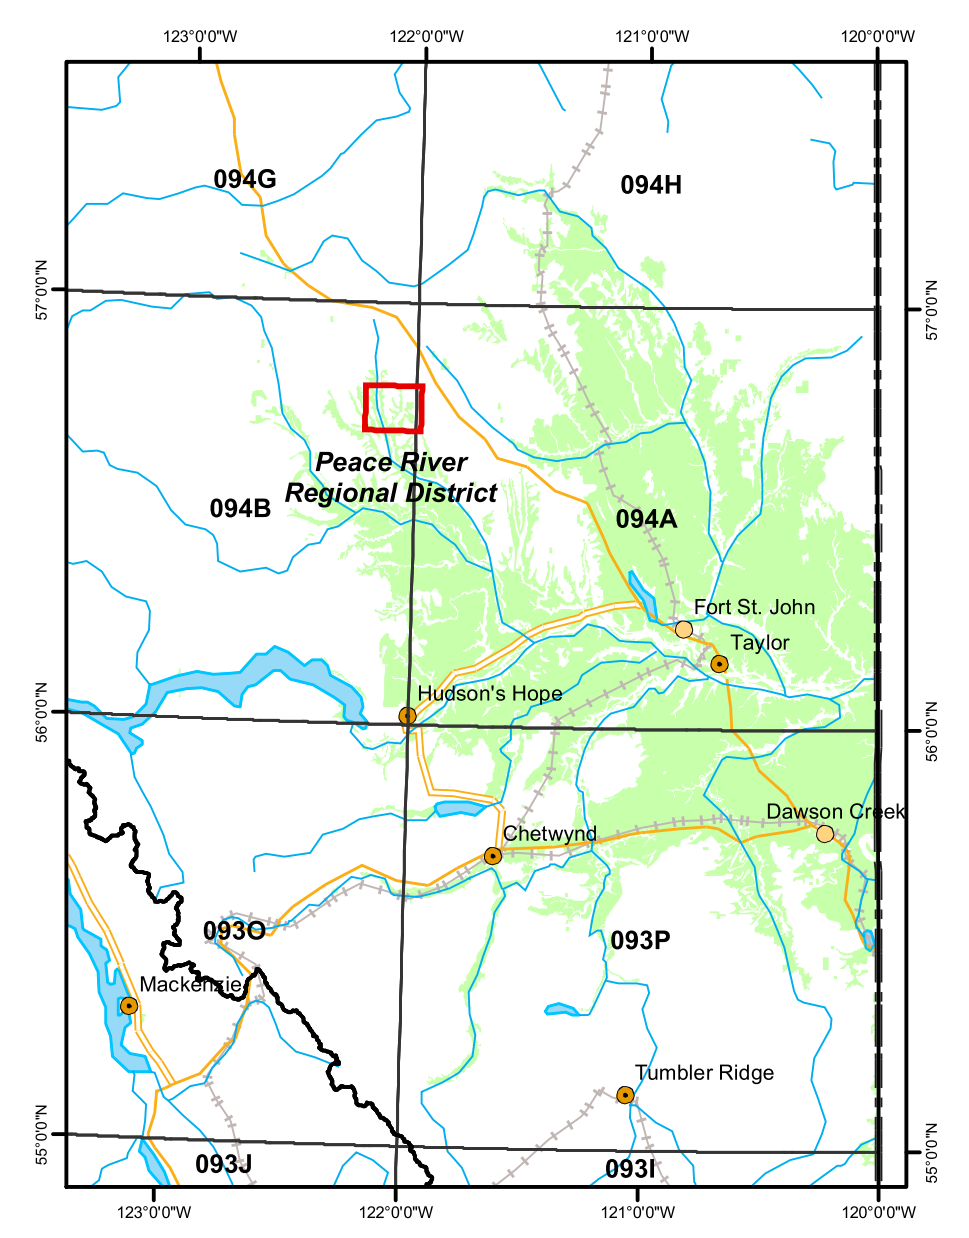 123°0'0"W
122°0'0"W
121°0'0"W
120°0'0"W
094G
094H
57°0'0"N
57°0'0"N
Peace River
Regional District
094B
094A
Fort St. John
Taylor
Hudson's Hope
56°0'0"N
56°0'0"N
Dawson Creek
Chetwynd
093O
093P
Mackenzie
Tumbler Ridge
55°0'0"N
55°0'0"N
093J
093I
123°0'0"W
122°0'0"W
121°0'0"W
120°0'0"W